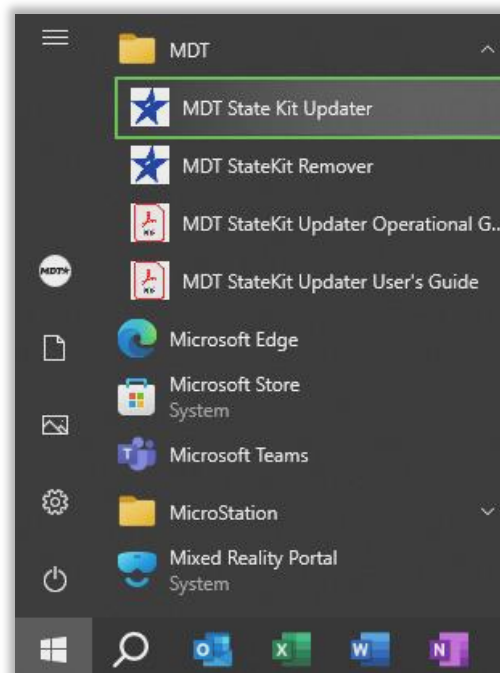 MDT
MDT State Kit Updater
MDT StateKit Remover
MDT StateKit Updater Operational G...
MDT StateKit Updater User's Guide
MDT★
Microsoft Edge
Microsoft Store
System
Microsoft Teams
MicroStation
Mixed Reality Portal
System